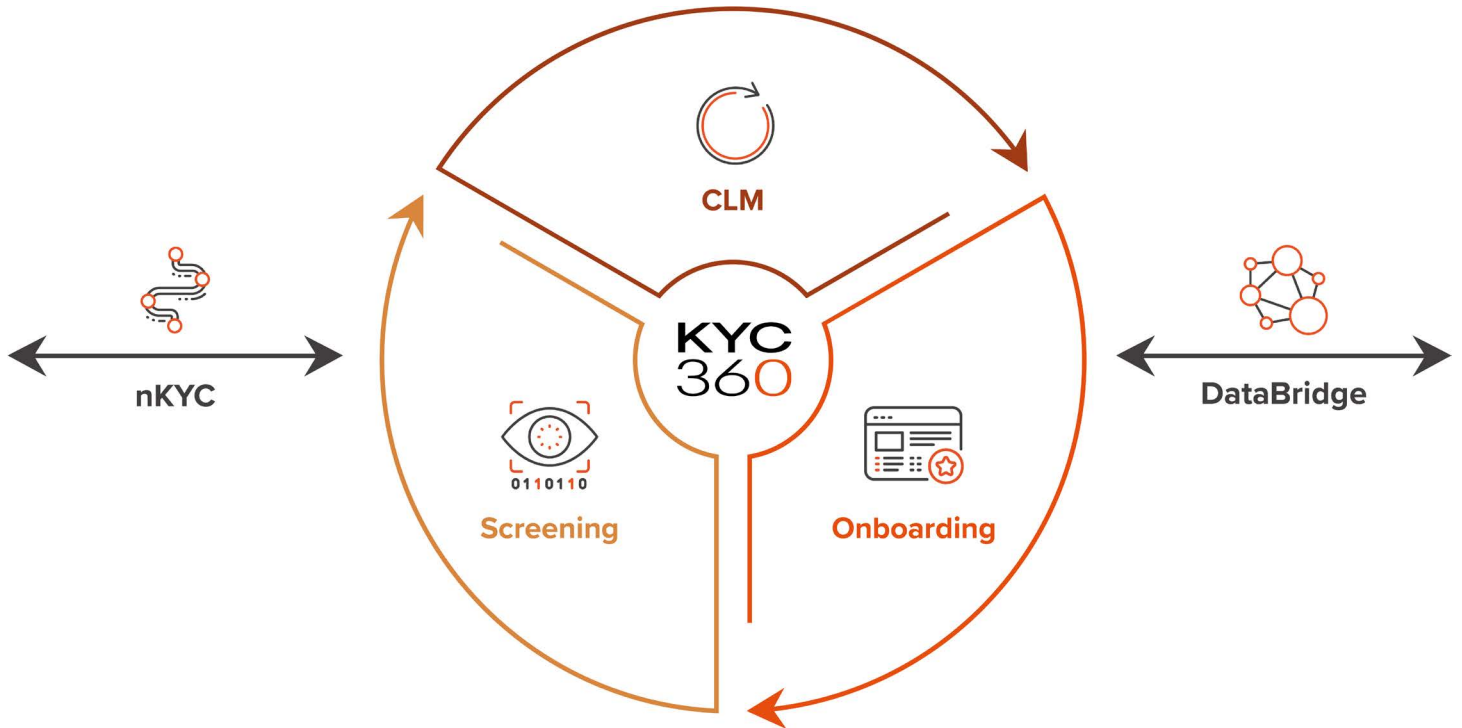 CLM
nKYC
KYC
360
DataBridge
0110110
Screening
Onboarding